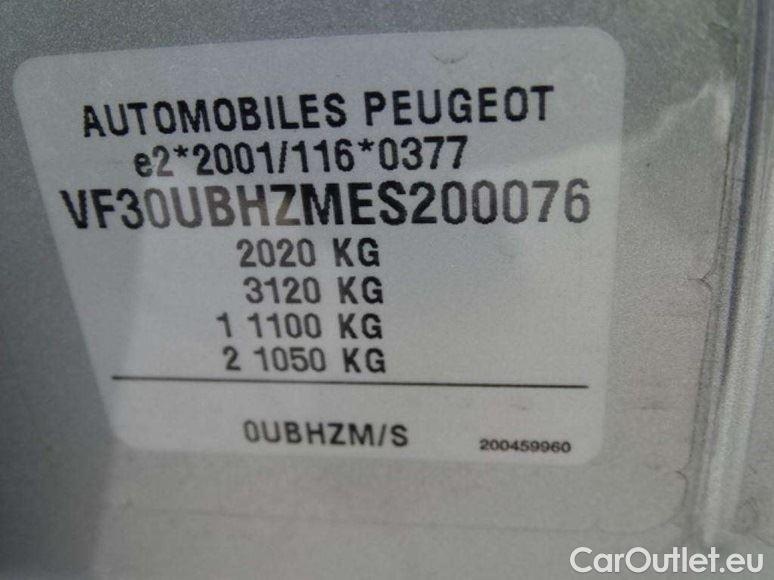 AUTOMOBILES PEUGEOT
e2*2001/116*0377
VF30UBHZMES200076
2020 KG
3120 KG
1 1100 KG
2 1050 KG
0UBHZM/S
200459960
CarOutlet.eu